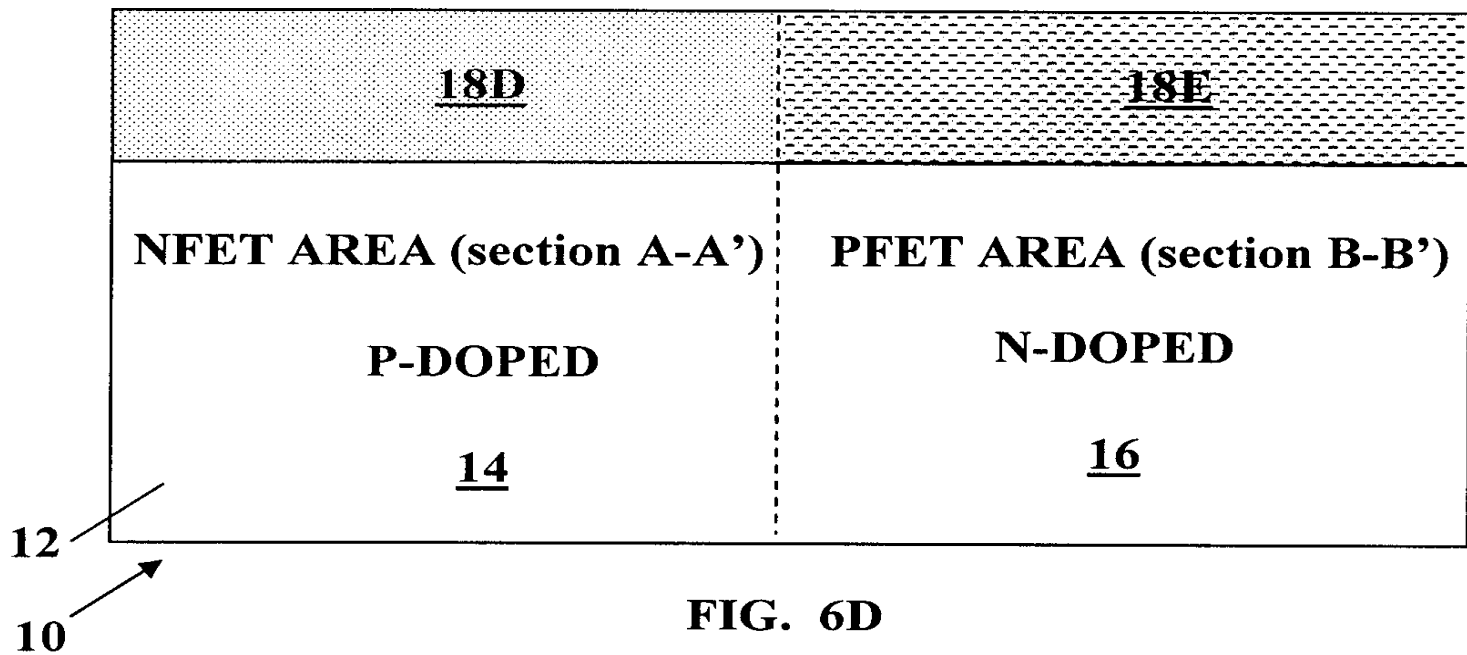 18D
18E
NFET AREA (section A-A’)
PFET AREA (section B-B’)
P-DOPED
N-DOPED
14
16
12
10
FIG. 6D